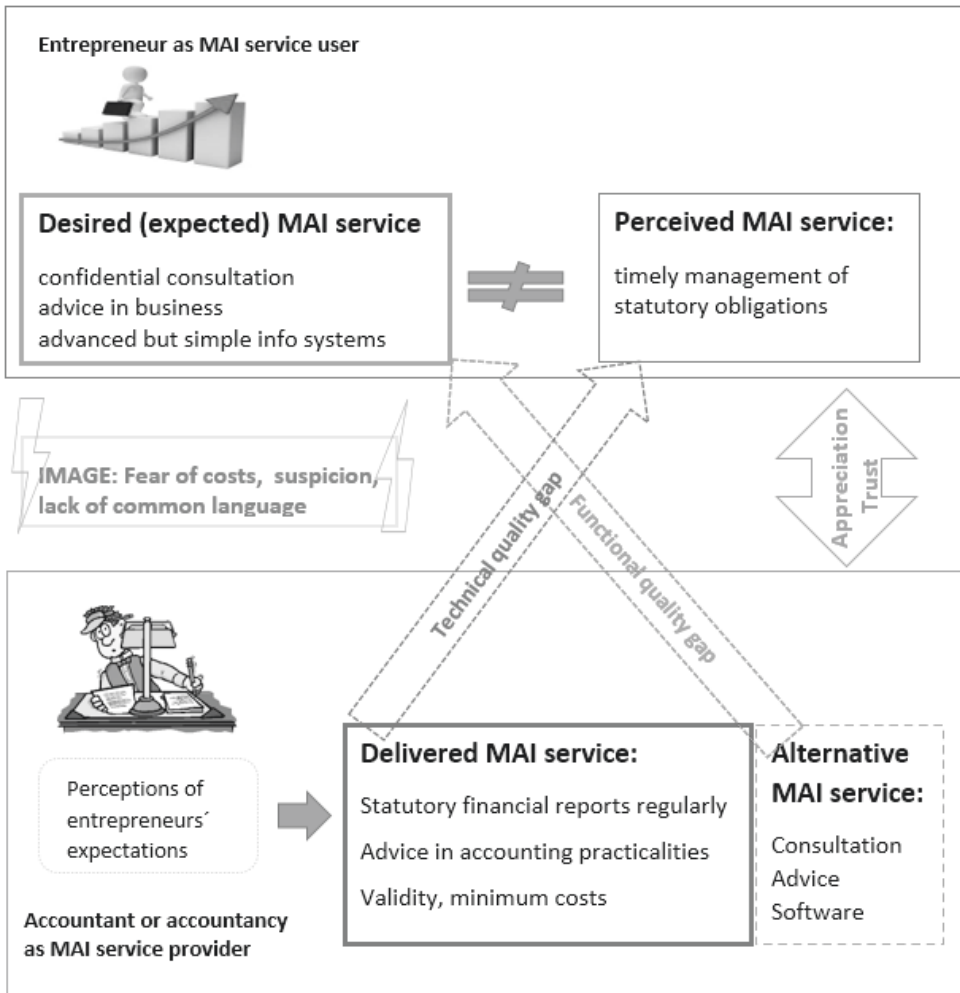 Entrepreneur as MAI service user
Desired (expected) MAI service
confidential consultation
advice in business
advanced but simple info systems
Perceived MAI service:
timely management of
statutory obligations
IMAGE: Fear of costs, suspicion,
lack of common language
Technical quality gap
Functional quality gap
Appreciation
Trust
Perceptions of
entrepreneurs´
expectations
Accountant or accountancy
as MAI service provider
Delivered MAI service:
Statutory financial reports regularly
Advice in accounting practicalities
Validity, minimum costs
Alternative
MAI service:
Consultation
Advice
Software